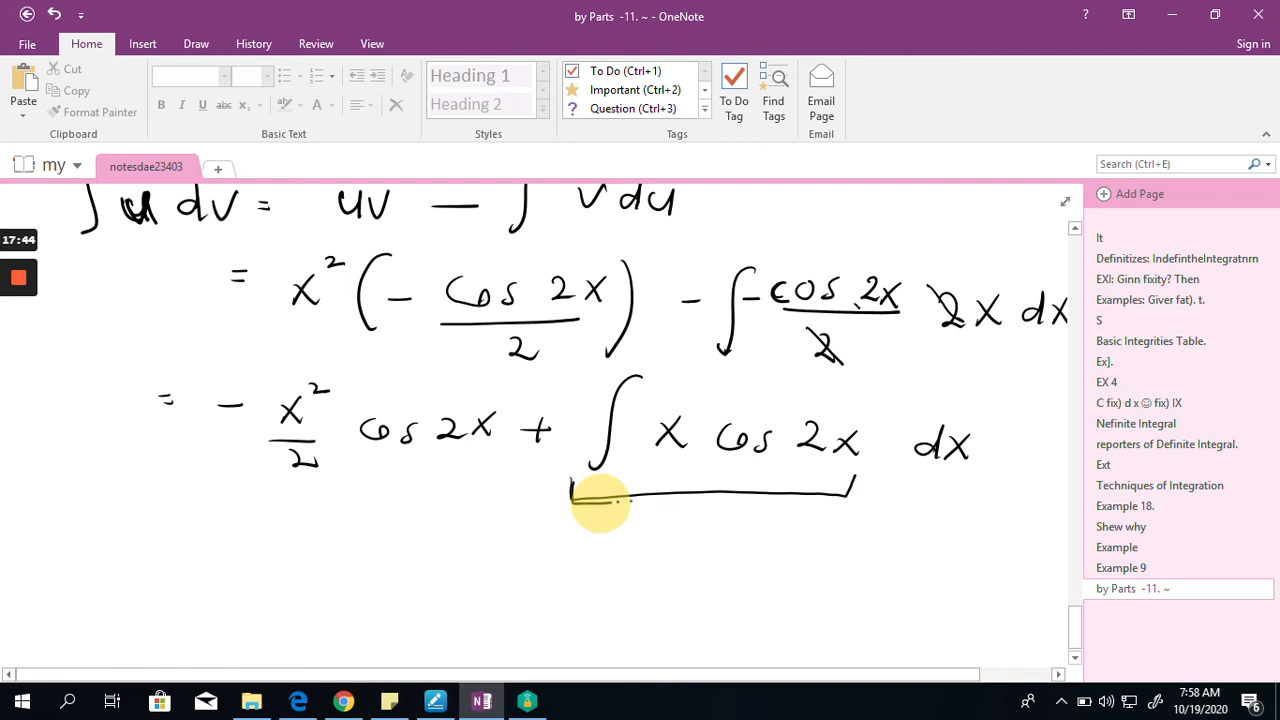 by Parts -11. ~ - OneNote
File Home Insert Draw History Review View Sign in
Paste Cut Copy Format Painter
Heading 1
Heading 2
To Do (Ctrl+1)
Important (Ctrl+2)
Question (Ctrl+3)
To Do Tag
Find Tags
Email Page
Clipboard Basic Text Styles Tags Email
my notesdae23403 Search (Ctrl+E)
Add Page
∫ u dv = uv — ∫ v du
17:44
= x² (- cos 2x / 2) - ∫ - cos 2x / 2 2x dx
= - x²/2 cos 2x + ∫ x cos 2x dx
It
Definitizes: IndefintheIntegratnrn
EXI: Ginn fixity? Then
Examples: Giver faf). t.
S
Basic Integrities Table.
Ex].
EX 4
C fix) d x☺ fix) !X
Nefinite Integral
reporters of Definite Integral.
Ext
Techniques of Integration
Example 18.
Shew why
Example
Example 9
by Parts -11. ~
7:58 AM
10/19/2020
6